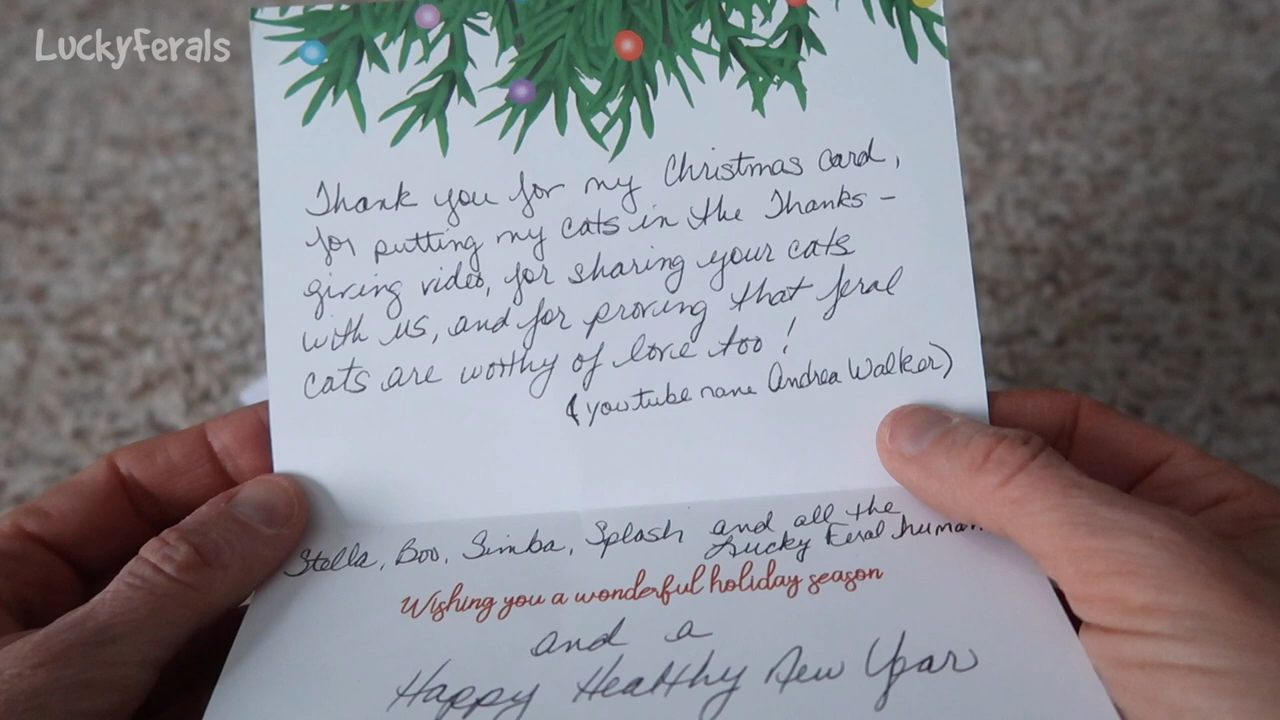 LuckyFerals
Thank you for my Christmas card,
for putting my cats in the Thanks-
giving video, for sharing your cats
with us, and for proving that feral
cats are worthy of love too!
(youtube name Andrea Walker)
Stella, Boo, Simba, Splash and all the
Lucky Feral human
Wishing you a wonderful holiday season
and a
Happy Healthy New Year